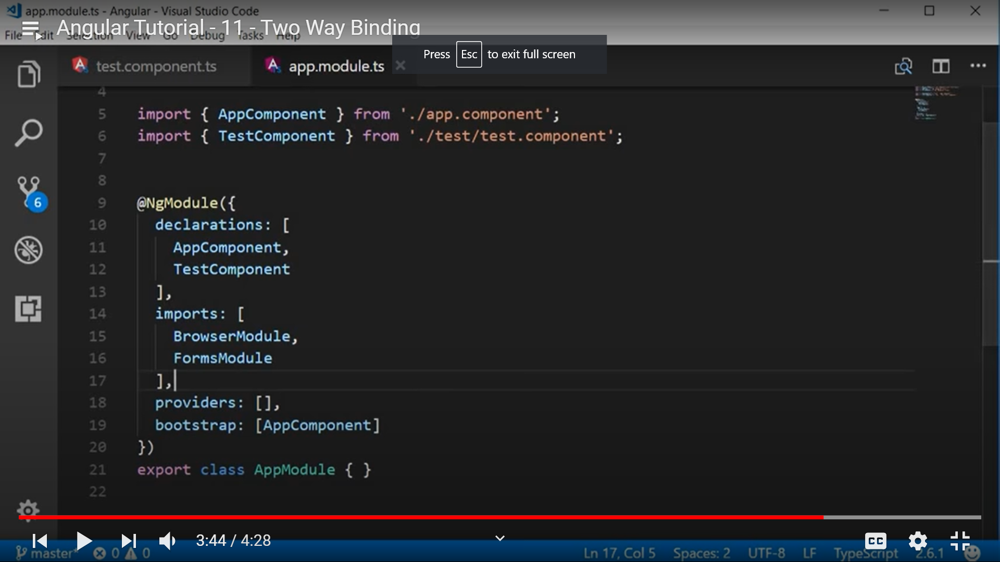 app.module.ts - Angular - Visual Studio Code
Angular Tutorial - 11 - Two Way Binding
File Edit Selection View Go Debug Tasks Help
Press Esc to exit full screen
test.component.ts
app.module.ts
4
5 import { AppComponent } from './app.component';
6 import { TestComponent } from './test/test.component';
7
8
9 @NgModule({
10 declarations: [
11 AppComponent,
12 TestComponent
13 ],
14 imports: [
15 BrowserModule,
16 FormsModule
17 ],
18 providers: [],
19 bootstrap: [AppComponent]
20 })
21 export class AppModule { }
22
6
3:44 / 4:28
CC
master* 0 0 Ln 17, Col 5 Spaces: 2 UTF-8 LF TypeScript 2.6.1